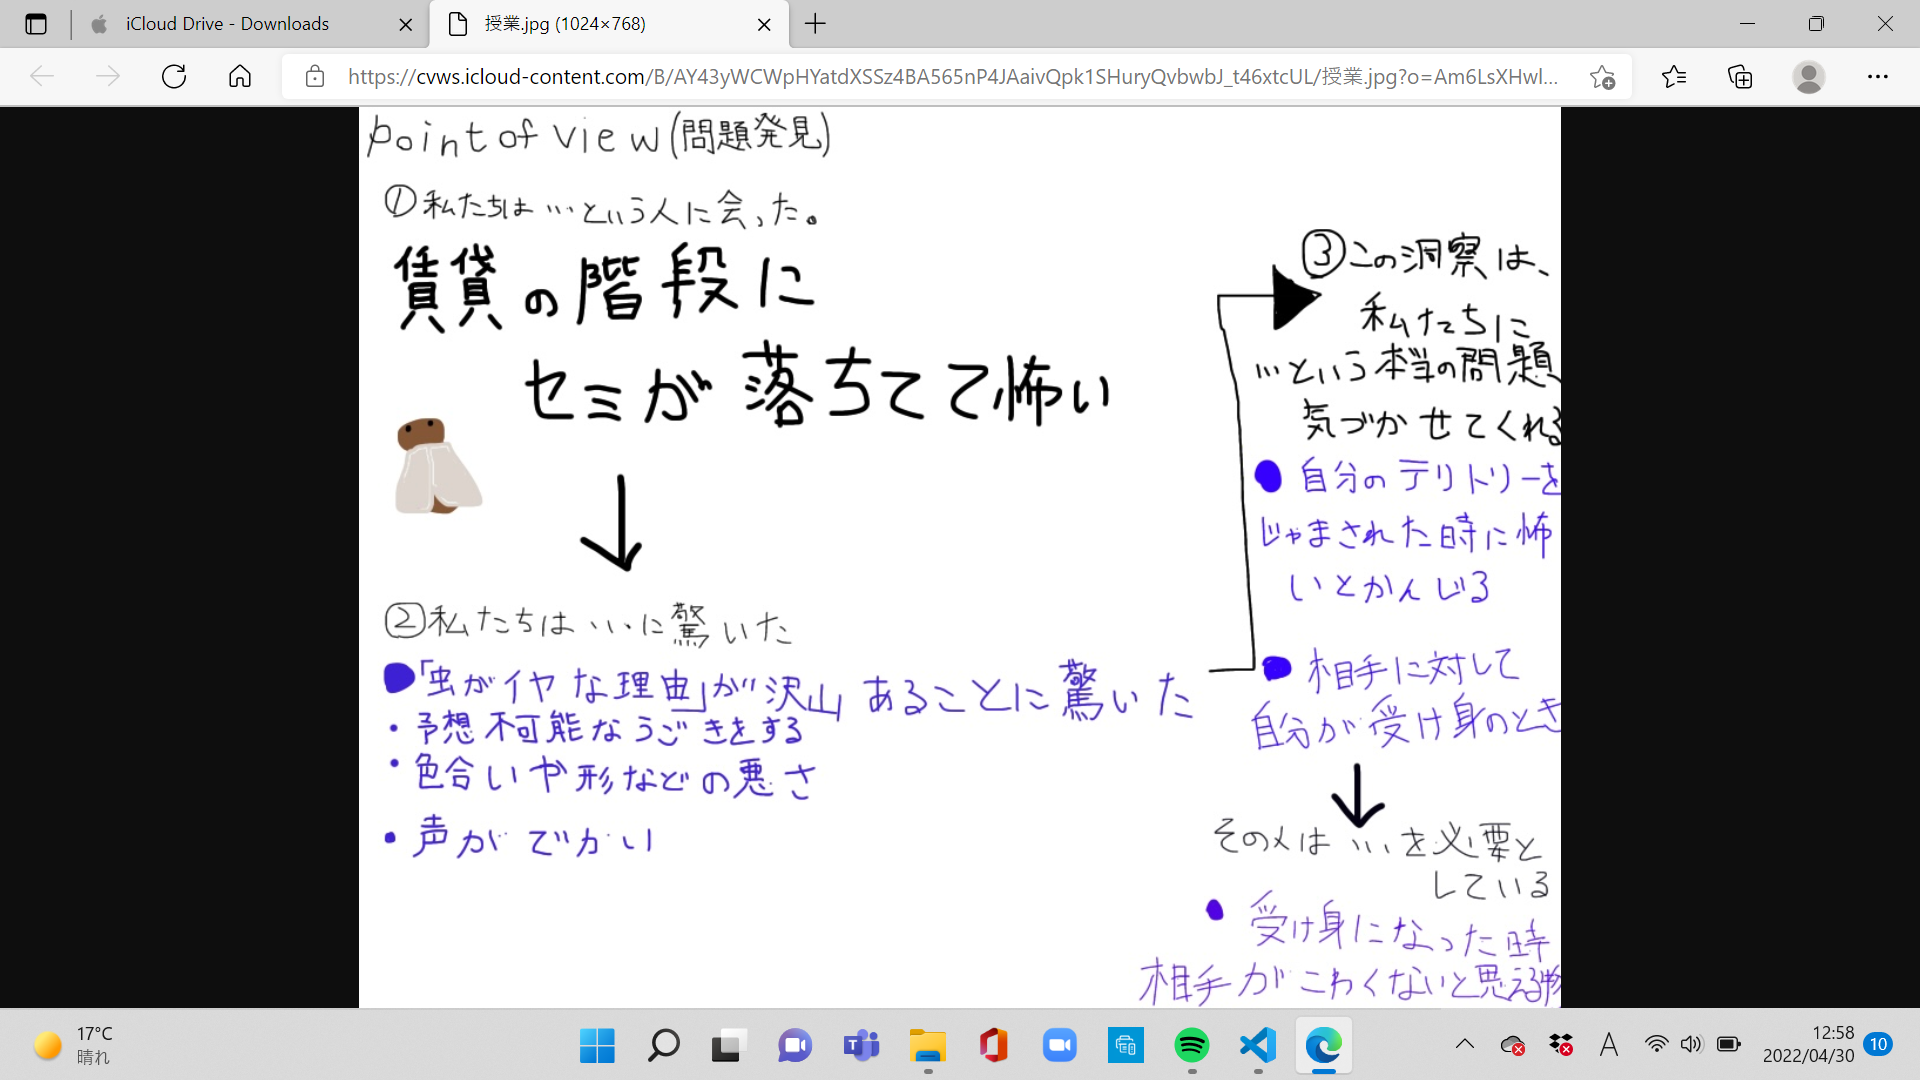 iCloud Drive - Downloads
授業.jpg (1024×768)
https://cvws.icloud-content.com/B/AY43yWCWpHYatdXSSz4BA565nP4JAaivQpk1SHuryQvbwbJ_t46xtcUL/授業.jpg?o=Am6LsXHwl...
point of view (問題発見)
①私たちは…という人に会った。
賃貸の階段に
セミが落ちてて怖い
②私たちは…に驚いた
●「虫がイヤな理由」が沢山あることに驚いた
・予想不可能なうごきをする
・色合いや形などの悪さ
・声がでかい
③この洞察は、
私たちに
…という本当の問題
気づかせてくれる
●自分のテリトリーを
じゃまされた時に怖
いとかんじる
●相手に対して
自分が受け身のとき
その人は…を必要と
している
●受け身になった時
相手がこわくないと思える物
17°C
晴れ
A
12:58
2022/04/30
10